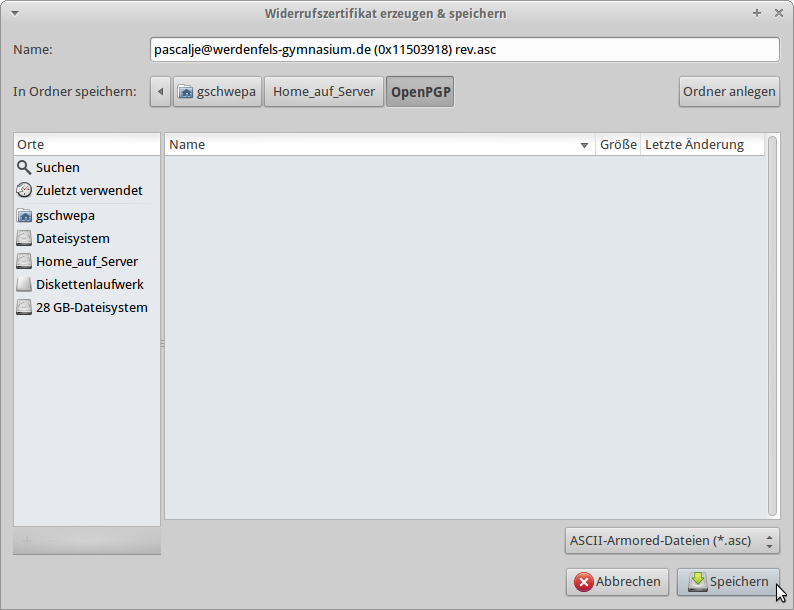 Widerrufszertifikat erzeugen & speichern
Name: pascalje@werdenfels-gymnasium.de (0x11503918) rev.asc
In Ordner speichern: gschwepa Home_auf_Server OpenPGP Ordner anlegen
Orte Name Größe Letzte Änderung
Suchen
Zuletzt verwendet
gschwepa
Dateisystem
Home_auf_Server
Diskettenlaufwerk
28 GB-Dateisystem
ASCII-Armored-Dateien (*.asc)
Abbrechen Speichern